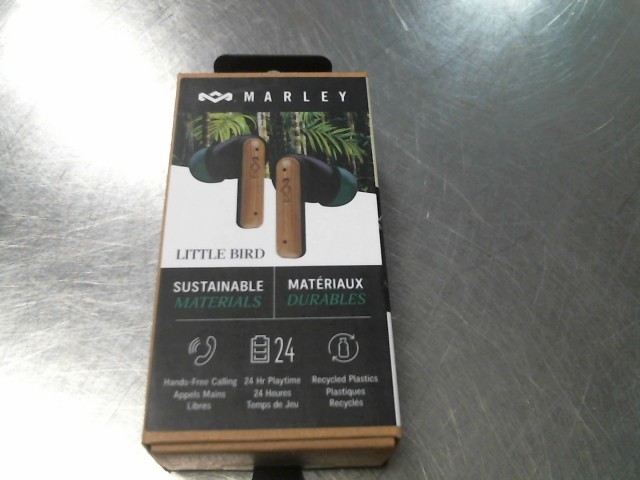 MARLEY
LITTLE BIRD
SUSTAINABLE
MATERIALS
MATÉRIAUX
DURABLES
24
Hands-Free Calling
Appels Mains
Libres
24 Hr Playtime
24 Heures
Temps de Jeu
Recycled Plastics
Plastiques
Recyclés